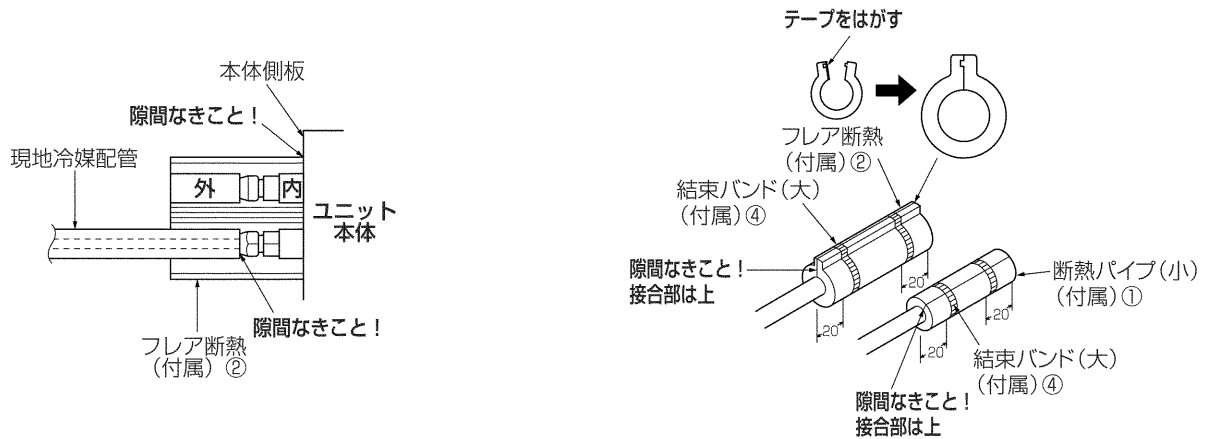 本体側板
隙間なきこと!
現地冷媒配管
外
内
ユニット
本体
隙間なきこと!
フレア断熱
(付属)②
テープをはがす
フレア断熱
(付属)②
結束バンド(大)
(付属)④
隙間なきこと!
接合部は上
20
20
断熱パイプ(小)
(付属)①
20
20
結束バンド(大)
(付属)④
隙間なきこと!
接合部は上